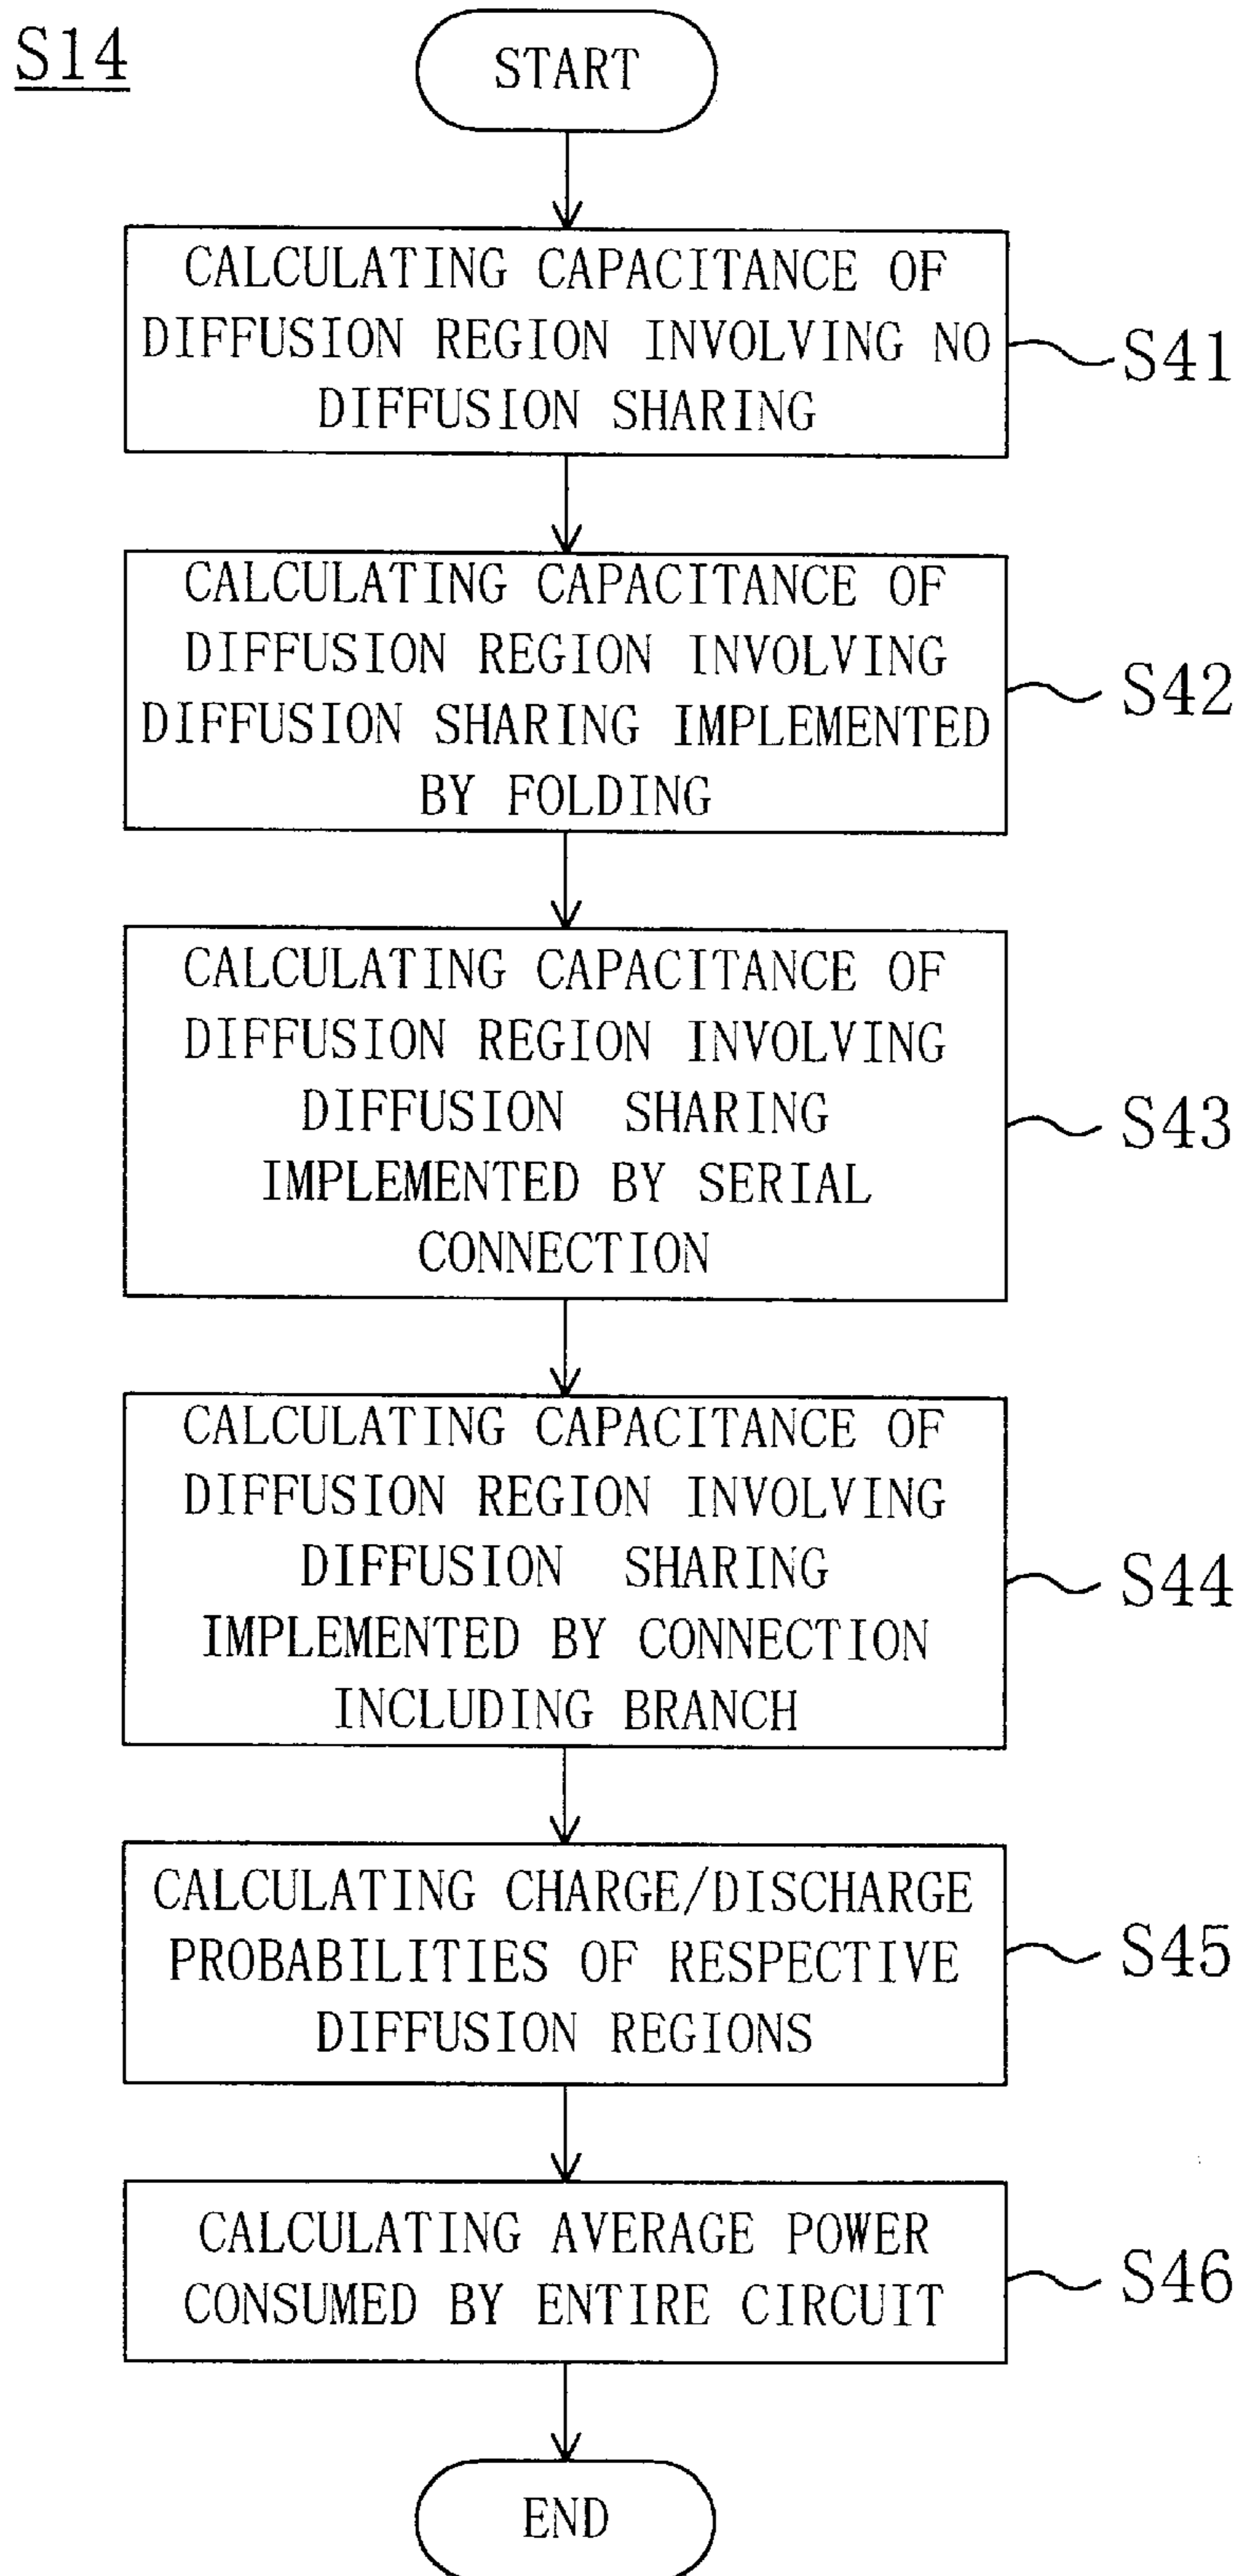 S14
START
CALCULATING CAPACITANCE OF
DIFFUSION REGION INVOLVING NO
DIFFUSION SHARING
S41
CALCULATING CAPACITANCE OF
DIFFUSION REGION INVOLVING
DIFFUSION SHARING IMPLEMENTED
BY FOLDING
S42
CALCULATING CAPACITANCE OF
DIFFUSION REGION INVOLVING
DIFFUSION SHARING
IMPLEMENTED BY SERIAL
CONNECTION
S43
CALCULATING CAPACITANCE OF
DIFFUSION REGION INVOLVING
DIFFUSION SHARING
IMPLEMENTED BY CONNECTION
INCLUDING BRANCH
S44
CALCULATING CHARGE/DISCHARGE
PROBABILITIES OF RESPECTIVE
DIFFUSION REGIONS
S45
CALCULATING AVERAGE POWER
CONSUMED BY ENTIRE CIRCUIT
S46
END